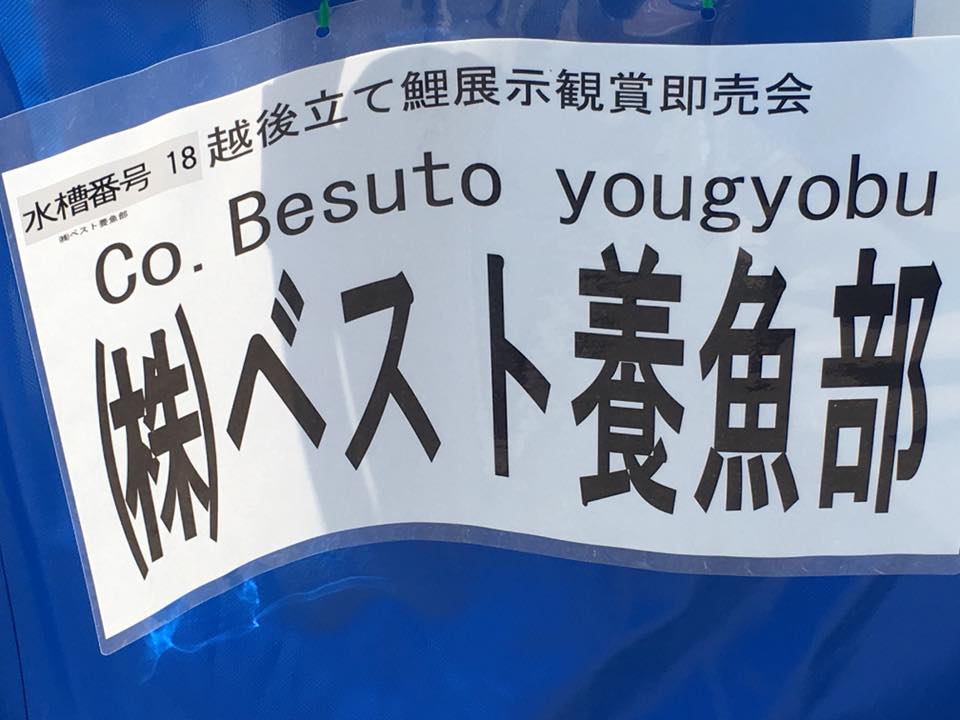 水槽番号 18
㈱ベスト養魚部
越後立て鯉展示観賞即売会
Co. Besuto yougyobu
㈱ベスト養魚部